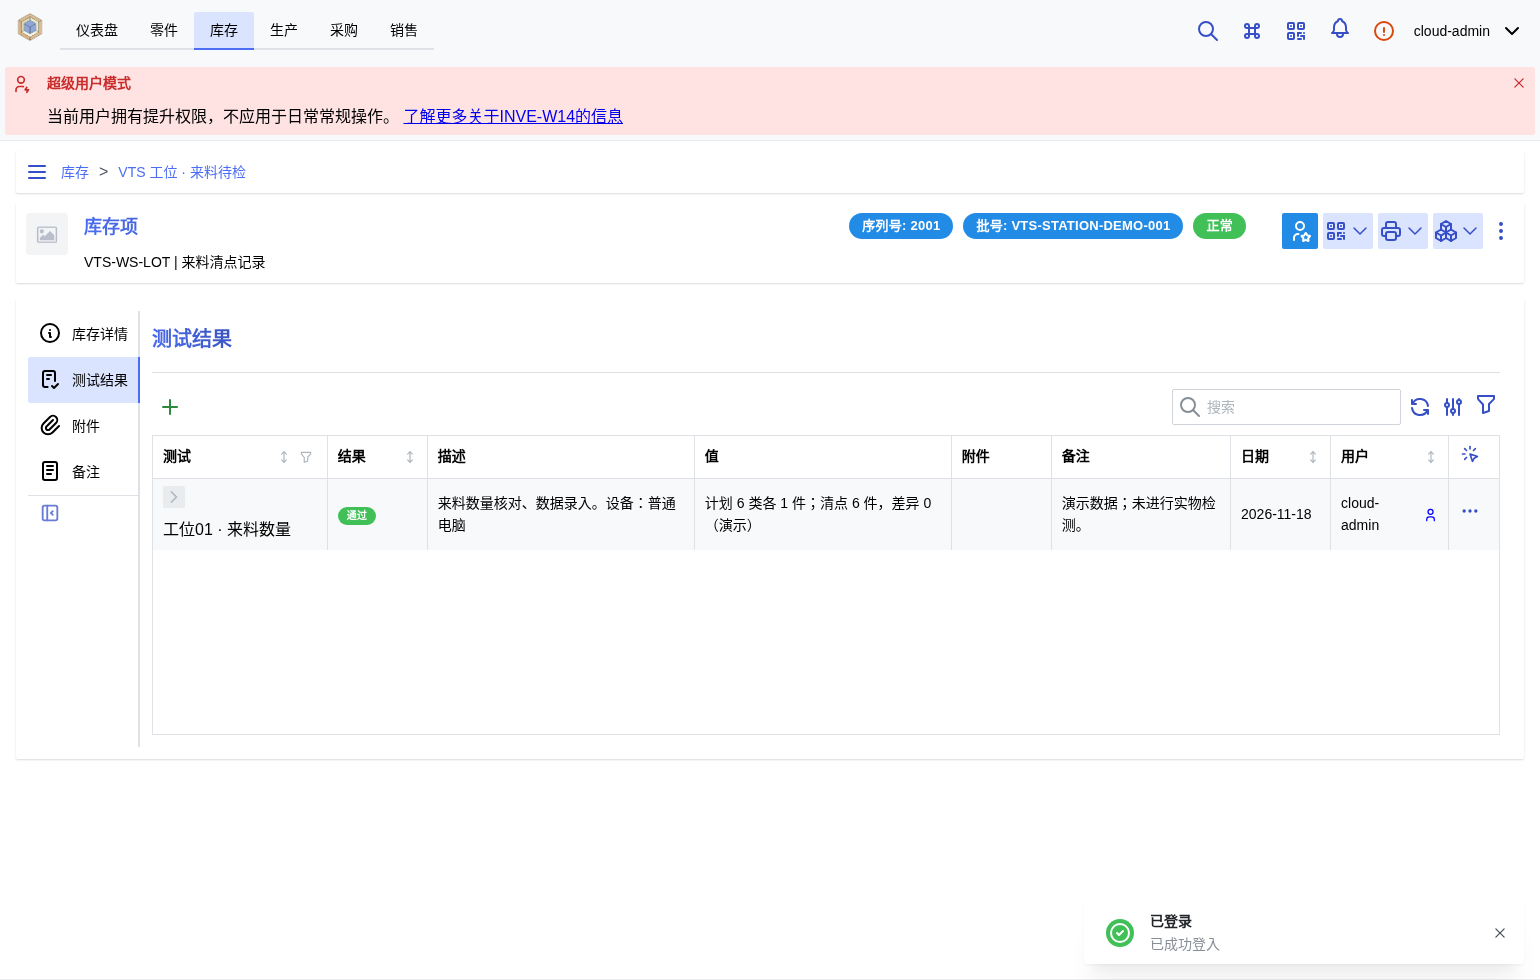 仪表盘 零件 库存 生产 采购 销售 cloud-admin
超级用户模式
当前用户拥有提升权限，不应用于日常常规操作。 了解更多关于INVE-W14的信息
库存 > VTS 工位 · 来料待检
库存项 序列号: 2001 批号: VTS-STATION-DEMO-001 正常
VTS-WS-LOT | 来料清点记录
库存详情
测试结果
附件
备注
测试结果
搜索
测试 结果 描述 值 附件 备注 日期 用户
工位01 · 来料数量
通过
来料数量核对、数据录入。设备：普通
电脑
计划 6 类各 1 件；清点 6 件，差异 0
（演示）
演示数据；未进行实物检
测。
2026-11-18
cloud-
admin
已登录
已成功登入